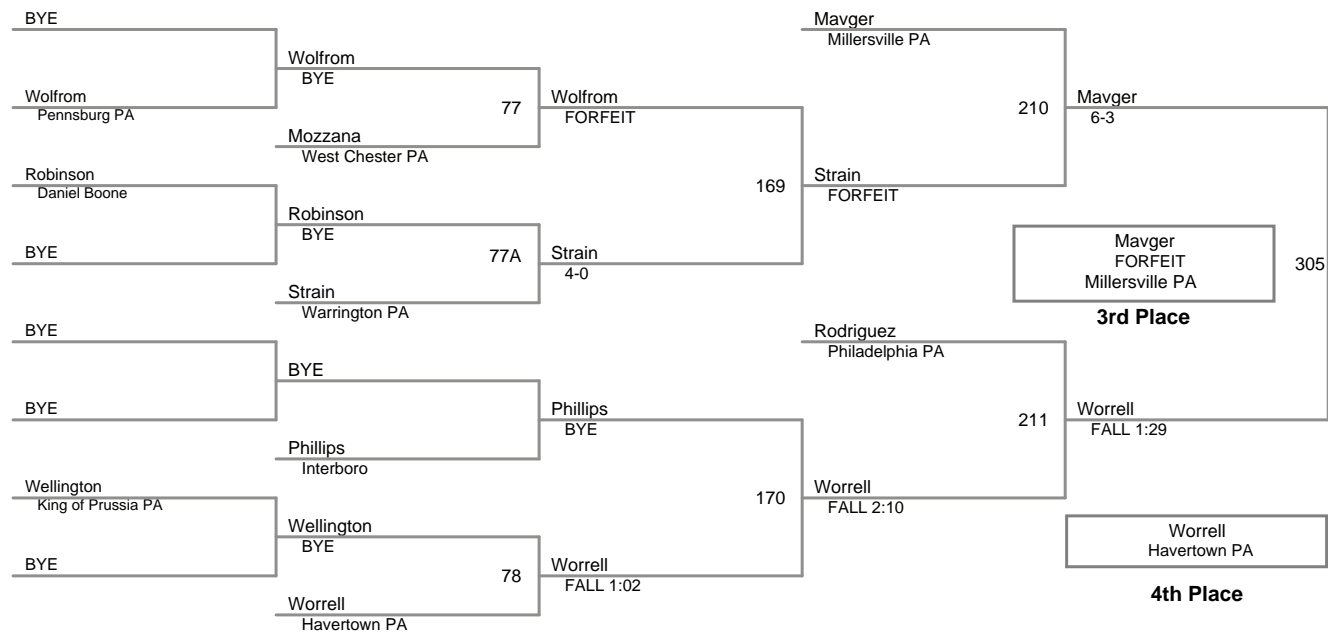 BYE
Wolfrom
Pennsburg PA
Robinson
Daniel Boone
BYE
BYE
BYE
Wellington
King of Prussia PA
BYE
Wolfrom
BYE
Mozzana
West Chester PA
Robinson
BYE
Strain
Warrington PA
BYE
Phillips
Interboro
Wellington
BYE
Worrell
Havertown PA
77
77A
78
Wolfrom
FORFEIT
Strain
4-0
Phillips
BYE
Worrell
FALL 1:02
169
170
Mavger
Millersville PA
Strain
FORFEIT
Rodriguez
Philadelphia PA
Worrell
FALL 2:10
210
211
Mavger
6-3
Worrell
FALL 1:29
305
Mavger
FORFEIT
Millersville PA
3rd Place
Worrell
Havertown PA
4th Place